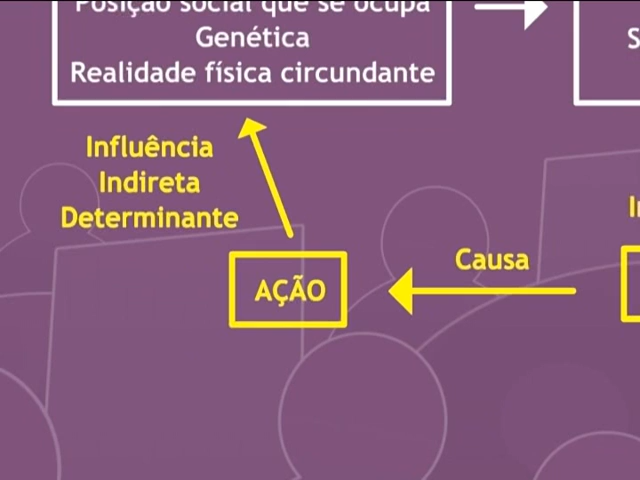 Posição social que se ocupa
Genética
Realidade física circundante
Influência
Indireta
Determinante
AÇÃO
Causa